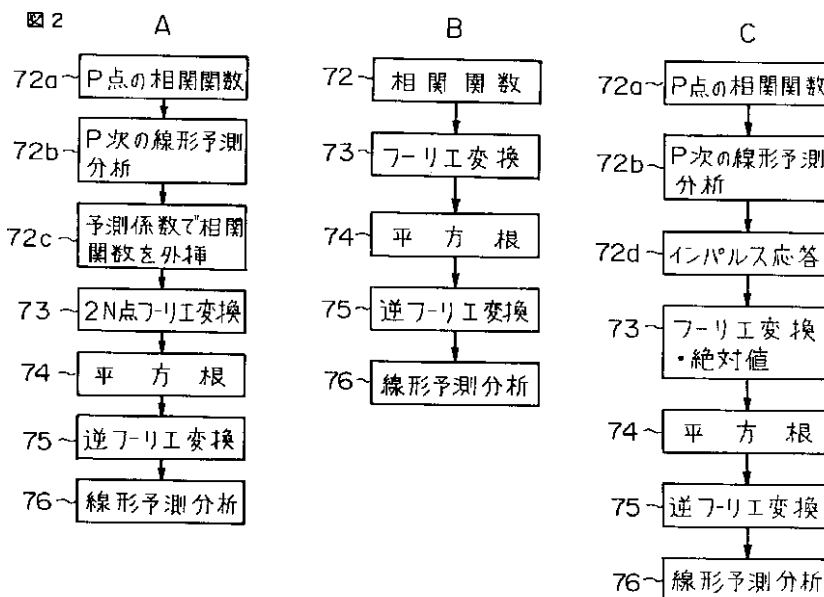 図2
A
72a
P点の相関関数
72b
P次の線形予測
分析
72c
予測係数で相関
関数を外挿
73
2N点フーリエ変換
74
平方根
75
逆フーリエ変換
76
線形予測分析
B
72
相関関数
73
フーリエ変換
74
平方根
75
逆フーリエ変換
76
線形予測分析
C
72a
P点の相関関数
72b
P次の線形予測
分析
72d
インパルス応答
73
フーリエ変換
・絶対値
74
平方根
75
逆フーリエ変換
76
線形予測分析